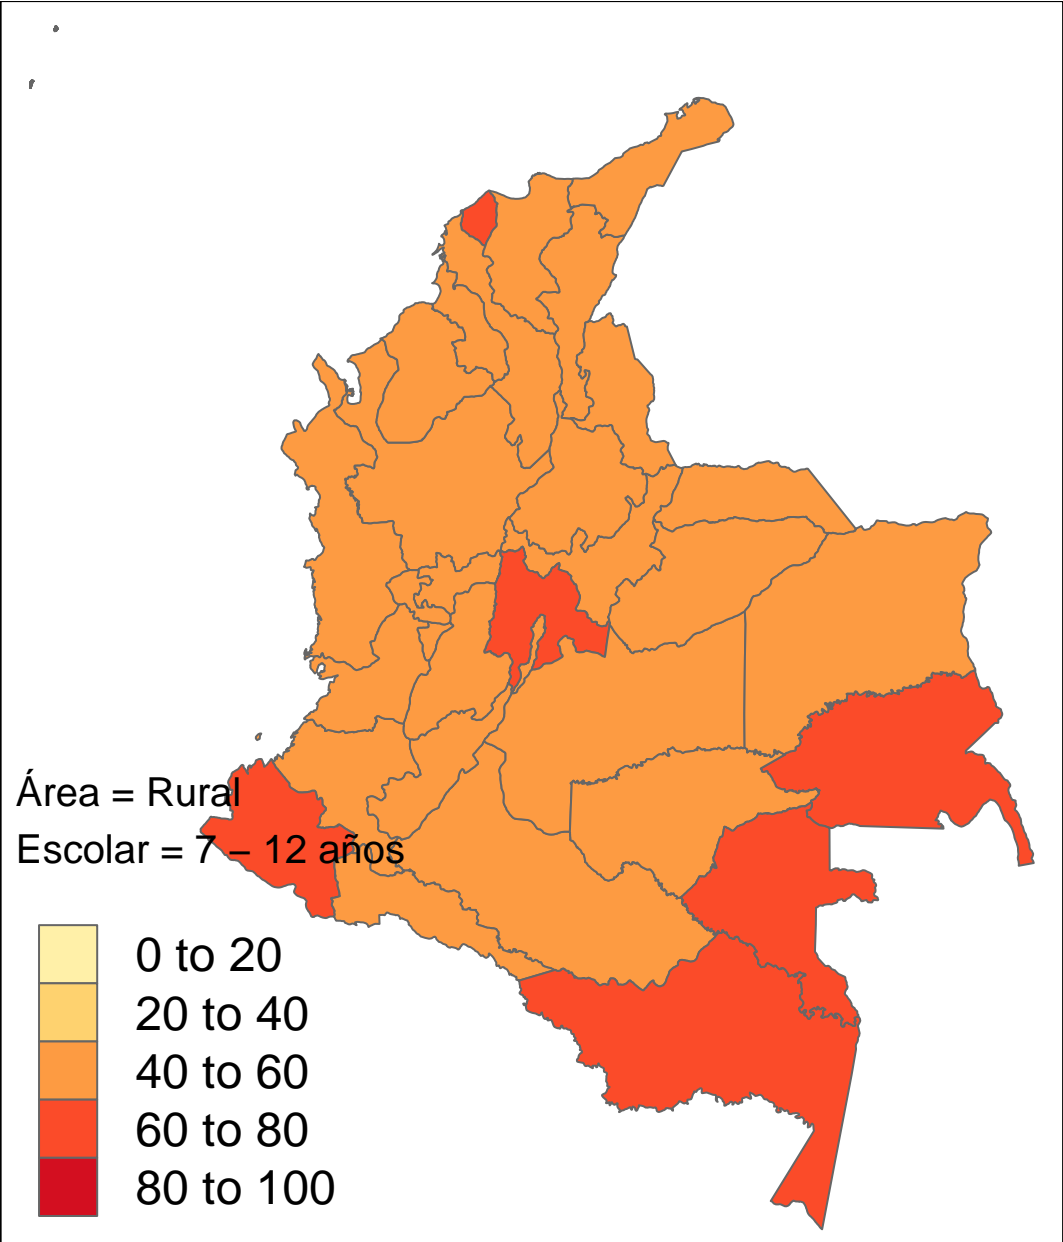 Área = Rural
Escolar = 7 – 12 años
0 to 20
20 to 40
40 to 60
60 to 80
80 to 100